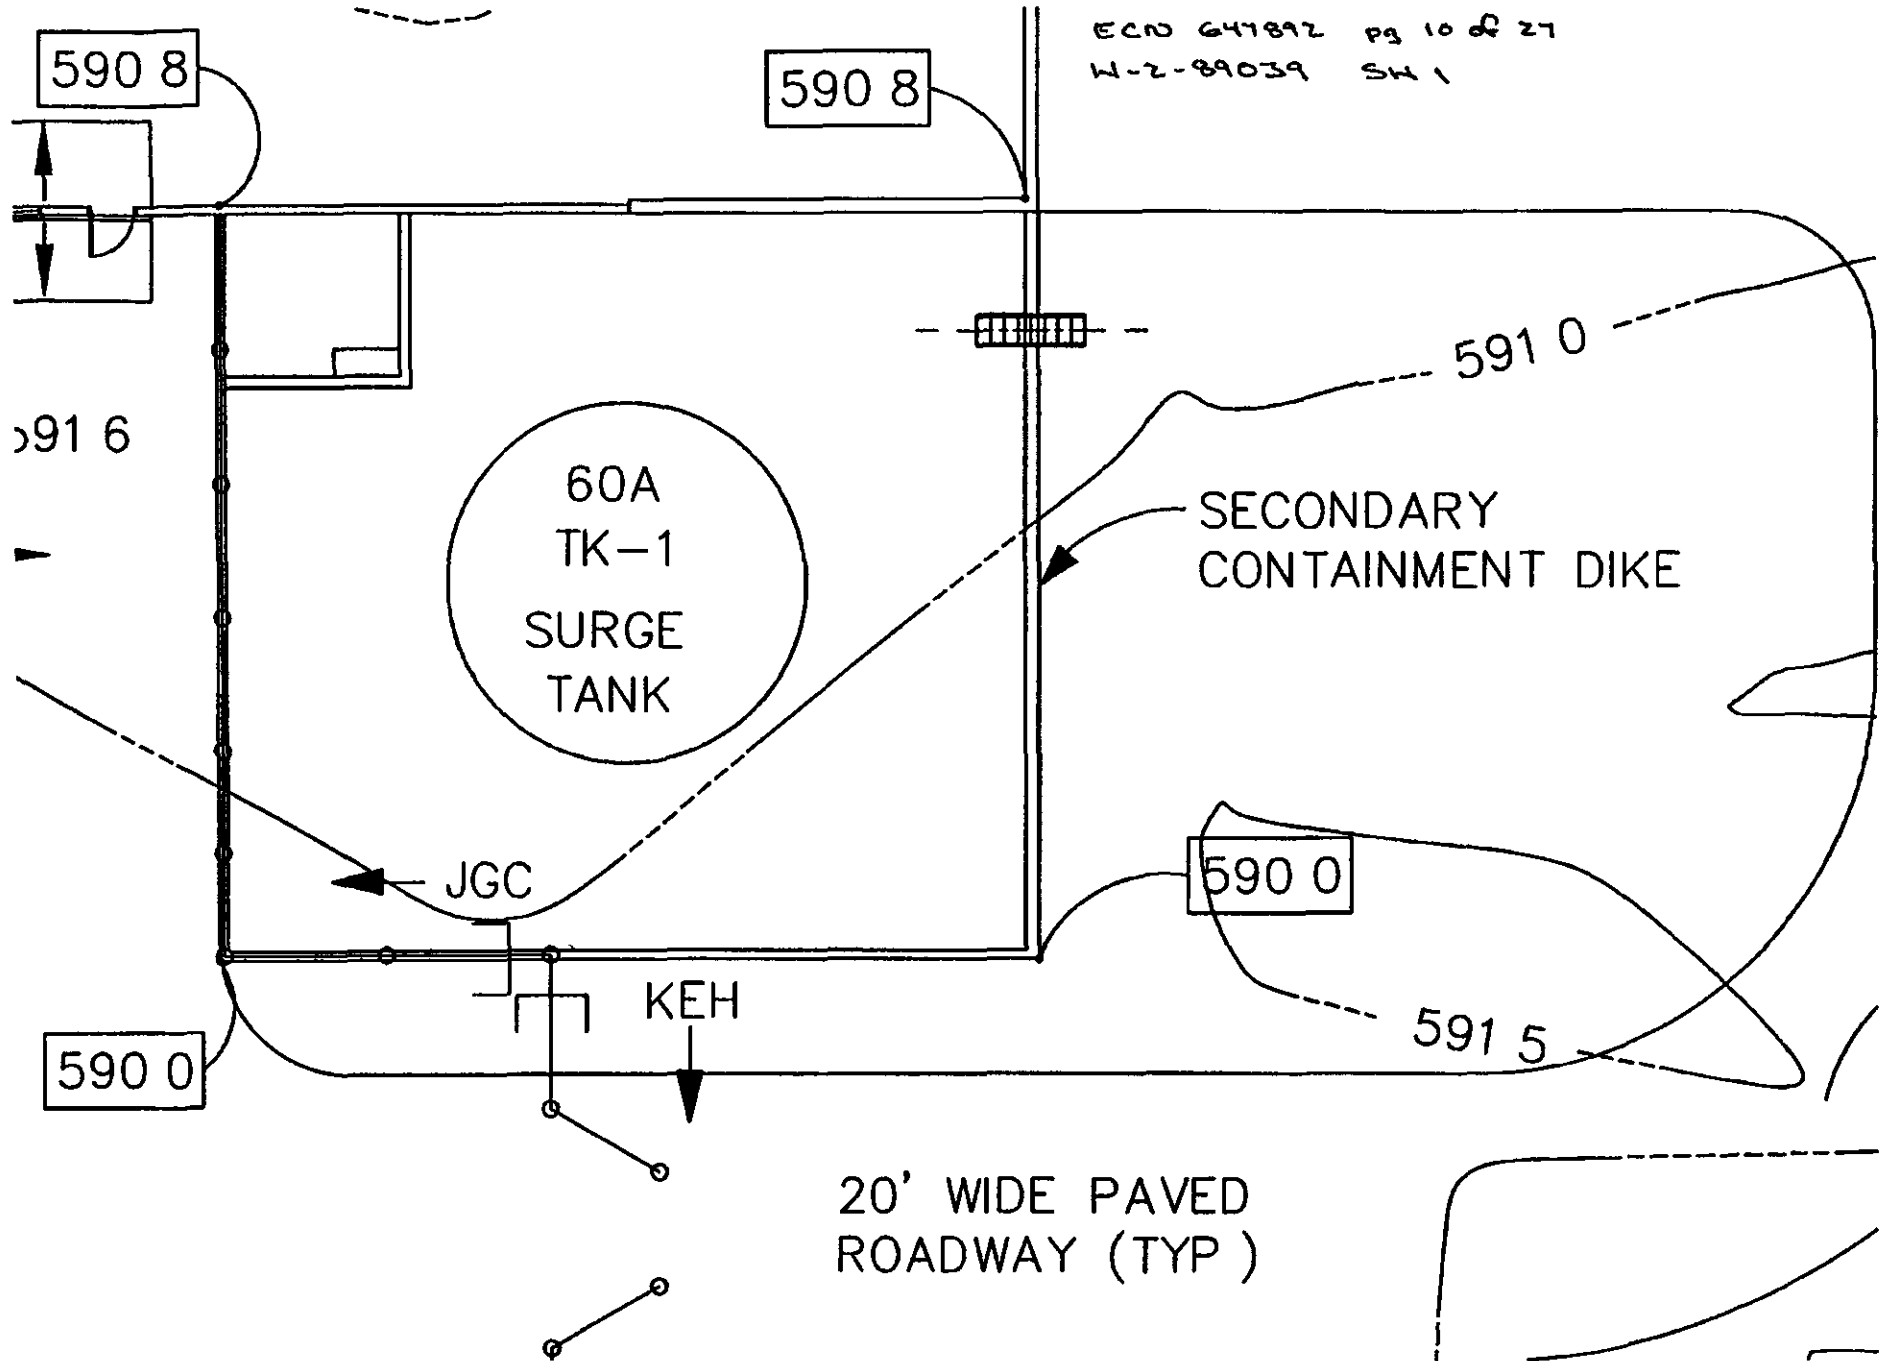 ECN 647892 pg 10 of 27
W-2-89039 SH 1
590 8
590 8
591 0
91 6
60A
TK-1
SURGE
TANK
SECONDARY
CONTAINMENT DIKE
JGC
590 0
KEH
591 5
590 0
20' WIDE PAVED
ROADWAY (TYP )